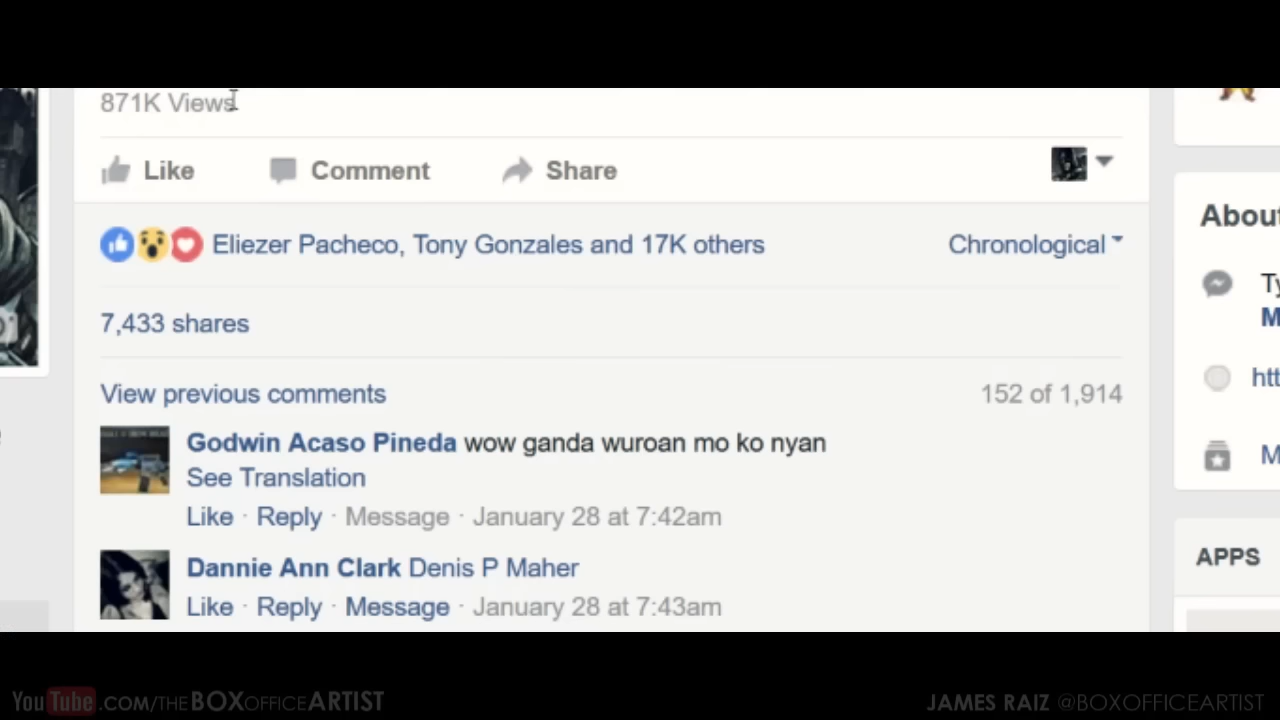 871K Views
Like Comment Share
Eliezer Pacheco, Tony Gonzales and 17K others Chronological
7,433 shares
View previous comments 152 of 1,914
Godwin Acaso Pineda wow ganda wuroan mo ko nyan
See Translation
Like · Reply · Message · January 28 at 7:42am
Dannie Ann Clark Denis P Maher
Like · Reply · Message · January 28 at 7:43am
APPS
YouTube.COM/THEBOXOFFICEARTIST
JAMES RAIZ @BOXOFFICEARTIST